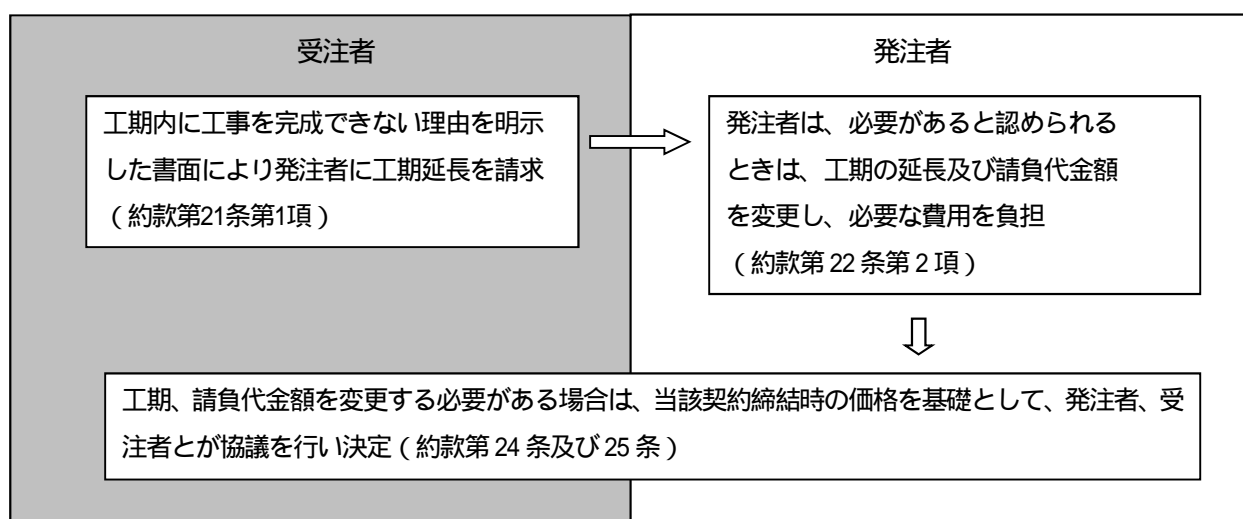 受注者
発注者
工期内に工事を完成できない理由を明示
した書面により発注者に工期延長を請求
(約款第21条第1項)
発注者は、必要があると認められる
ときは、工期の延長及び請負代金額
を変更し、必要な費用を負担
(約款第 22 条第 2 項)
工期、請負代金額を変更する必要がある場合は、当該契約締結時の価格を基礎として、発注者、受
注者とが協議を行い決定(約款第 24 条及び 25 条)